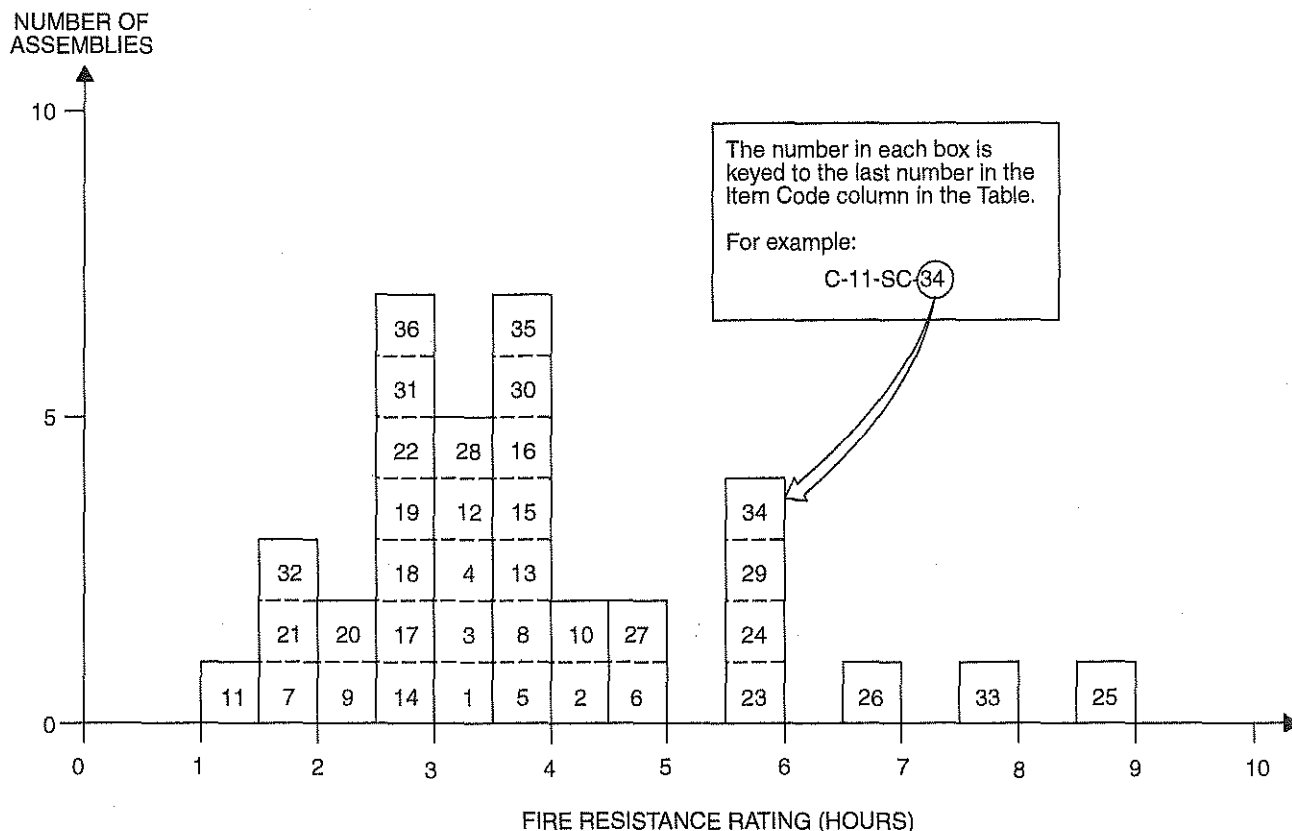 NUMBER OF
ASSEMBLIES
10
The number in each box is
keyed to the last number in the
Item Code column in the Table.
For example:
C-11-SC-34
36 35
31 30
5
22 28 16
19 12 15 34
32 18 4 13 29
21 20 17 3 8 10 27 24
11 7 9 14 1 5 2 6 23 26 33 25
0
0 1 2 3 4 5 6 7 8 9 10
FIRE RESISTANCE RATING (HOURS)